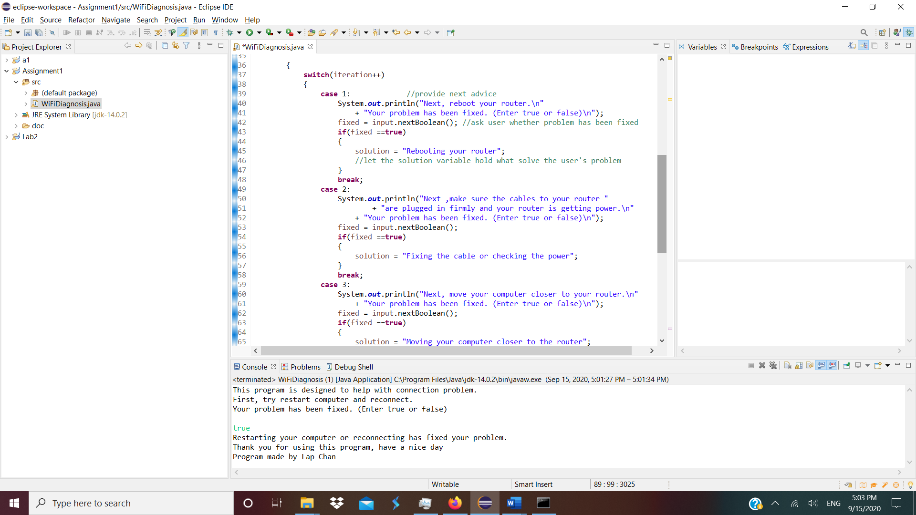 eclipse-workspace - Assignment1/src/WiFiDiagnosis.java - Eclipse IDE
File Edit Source Refactor Navigate Search Project Run Window Help
Project Explorer
a1
Assignment1
src
(default package)
WiFiDiagnosis.java
JRE System Library [jdk-14.0.2]
doc
Lab2
*WiFiDiagnosis.java
35
36 {
37 switch(iteration++)
38 {
39 case 1: //provide next advice
40 System.out.println("Next, reboot your router.\n"
41 + "Your problem has been fixed. (Enter true or false)\n");
42 fixed = input.nextBoolean(); //ask user whether problem has been fixed
43 if(fixed ==true)
44 {
45 solution = "Rebooting your router";
46 //let the solution variable hold what solve the user's problem
47 }
48 break;
49 case 2:
50 System.out.println("Next ,make sure the cables to your router "
51 + "are plugged in firmly and your router is getting power.\n"
52 + "Your problem has been fixed. (Enter true or false)\n");
53 fixed = input.nextBoolean();
54 if(fixed ==true)
55 {
56 solution = "Fixing the cable or checking the power";
57 }
58 break;
59 case 3:
60 System.out.println("Next, move your computer closer to your router.\n"
61 + "Your problem has been fixed. (Enter true or false)\n");
62 fixed = input.nextBoolean();
63 if(fixed ==true)
64 {
65 solution = "Moving your computer closer to the router";
Variables Breakpoints Expressions
Console Problems Debug Shell
<terminated> WiFiDiagnosis (1) [Java Application] C:\Program Files\Java\jdk-14.0.2\bin\javaw.exe (Sep 15, 2020, 5:01:27 PM – 5:01:34 PM)
This program is designed to help with connection problem.
First, try restart computer and reconnect.
Your problem has been fixed. (Enter true or false)
true
Restarting your computer or reconnecting has fixed your problem.
Thank you for using this program, have a nice day
Program made by Lap Chan
Writable Smart Insert 89 : 99 : 3025
Type here to search
ENG
5:03 PM
9/15/2020